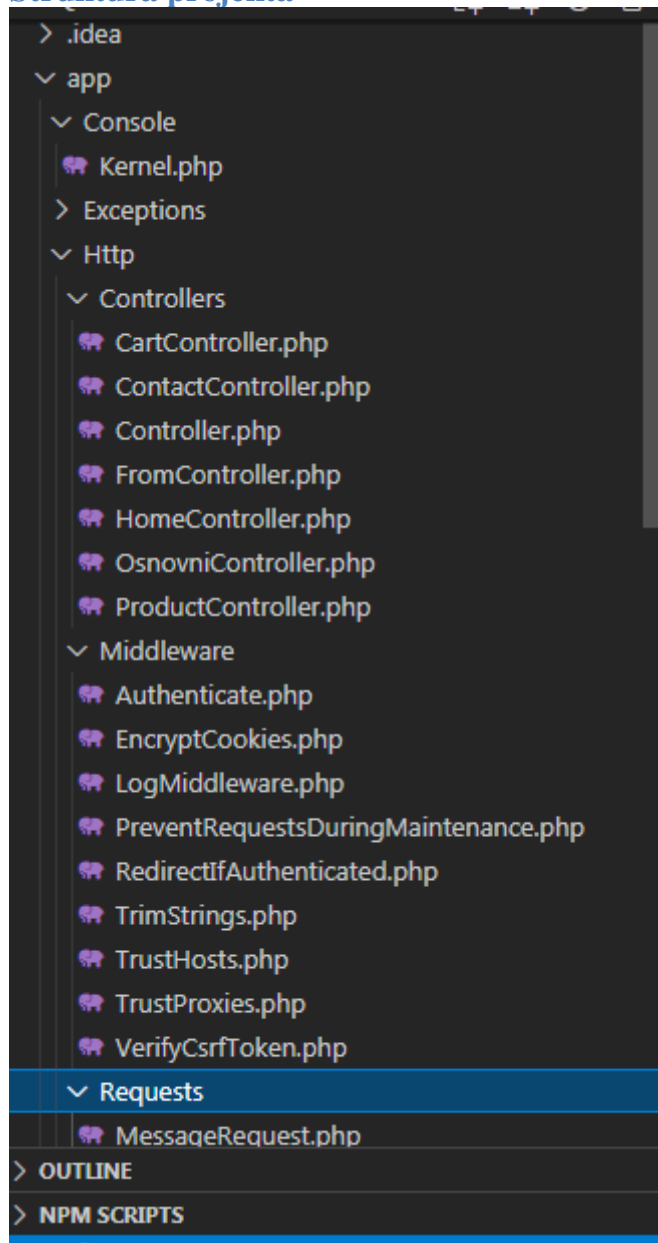 Struktura projekta
.idea
app
Console
Kernel.php
Exceptions
Http
Controllers
CartController.php
ContactController.php
Controller.php
FromController.php
HomeController.php
OsnovniController.php
ProductController.php
Middleware
Authenticate.php
EncryptCookies.php
LogMiddleware.php
PreventRequestsDuringMaintenance.php
RedirectIfAuthenticated.php
TrimStrings.php
TrustHosts.php
TrustProxies.php
VerifyCsrfToken.php
Requests
MessageRequest.php
OUTLINE
NPM SCRIPTS